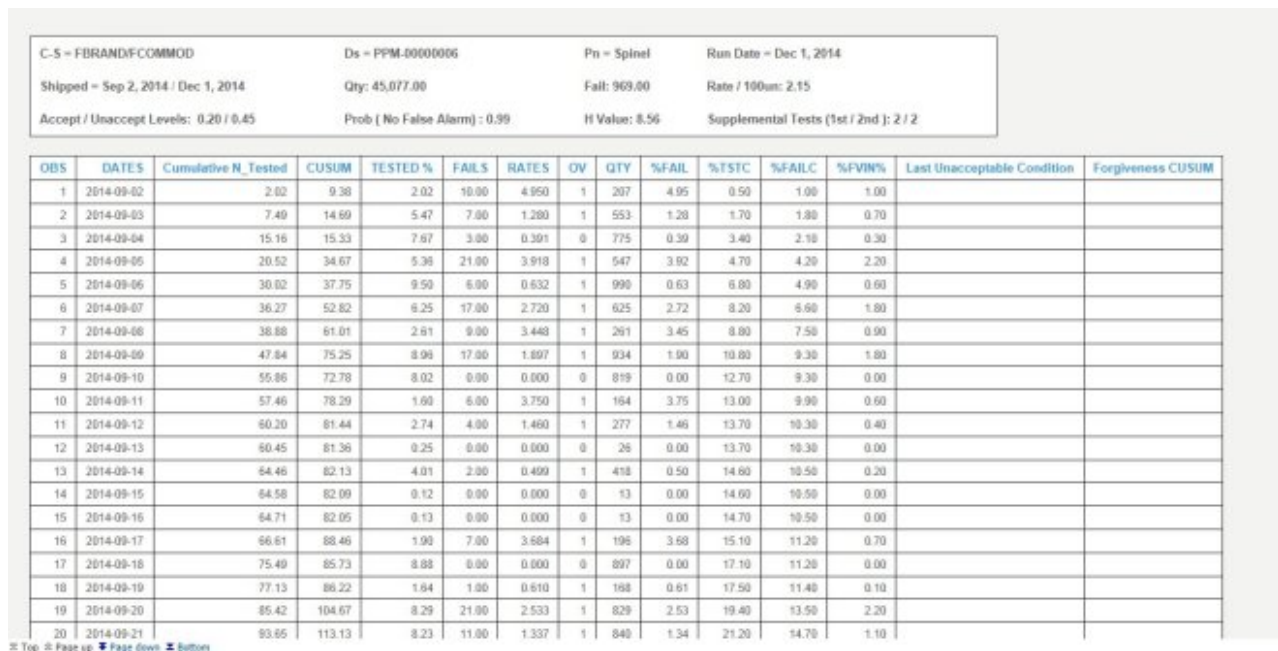 C-S = FBRAND/FCOMMOD Ds = PPM-00000006 Pn = Spinel Run Date = Dec 1, 2014
Shipped = Sep 2, 2014 / Dec 1, 2014 Qty: 45,077.00 Fail: 969.00 Rate / 100un: 2.15
Accept / Unaccept Levels: 0.20 / 0.45 Prob ( No False Alarm) : 0.99 H Value: 8.56 Supplemental Tests (1st / 2nd ): 2 / 2
OBS DATES Cumulative N_Tested CUSUM TESTED % FAILS RATES OV QTY %FAIL %TSTC %FAILC %FVIN% Last Unacceptable Condition Forgiveness CUSUM
1 2014-09-02 2.02 9.38 2.02 10.00 4.950 1 207 4.95 0.50 1.00 1.00
2 2014-09-03 7.49 14.69 5.47 7.00 1.280 1 553 1.28 1.70 1.80 0.70
3 2014-09-04 15.16 15.33 7.67 3.00 0.391 0 775 0.39 3.40 2.10 0.30
4 2014-09-05 20.52 34.67 5.36 21.00 3.918 1 547 3.92 4.70 4.20 2.20
5 2014-09-06 30.02 37.75 9.50 6.00 0.632 1 990 0.63 6.80 4.90 0.60
6 2014-09-07 36.27 52.82 6.25 17.00 2.720 1 625 2.72 8.20 6.60 1.80
7 2014-09-08 38.88 61.01 2.61 9.00 3.448 1 261 3.45 8.80 7.50 0.90
8 2014-09-09 47.84 75.25 8.96 17.00 1.897 1 934 1.90 10.80 9.30 1.80
9 2014-09-10 55.86 72.78 8.02 0.00 0.000 0 819 0.00 12.70 9.30 0.00
10 2014-09-11 57.46 78.29 1.60 6.00 3.750 1 164 3.75 13.00 9.90 0.60
11 2014-09-12 60.20 81.44 2.74 4.00 1.460 1 277 1.46 13.70 10.30 0.40
12 2014-09-13 60.45 81.36 0.25 0.00 0.000 0 26 0.00 13.70 10.30 0.00
13 2014-09-14 64.46 82.13 4.01 2.00 0.499 1 418 0.50 14.60 10.50 0.20
14 2014-09-15 64.58 82.09 0.12 0.00 0.000 0 13 0.00 14.60 10.50 0.00
15 2014-09-16 64.71 82.05 0.13 0.00 0.000 0 13 0.00 14.70 10.50 0.00
16 2014-09-17 66.61 88.46 1.90 7.00 3.684 1 196 3.68 15.10 11.20 0.70
17 2014-09-18 75.49 85.73 8.88 0.00 0.000 0 897 0.00 17.10 11.20 0.00
18 2014-09-19 77.13 86.22 1.64 1.00 0.610 1 168 0.61 17.50 11.40 0.10
19 2014-09-20 85.42 104.67 8.29 21.00 2.533 1 829 2.53 19.40 13.50 2.20
20 2014-09-21 93.65 113.13 8.23 11.00 1.337 1 840 1.34 21.20 14.70 1.10
Top Page up Page down Bottom